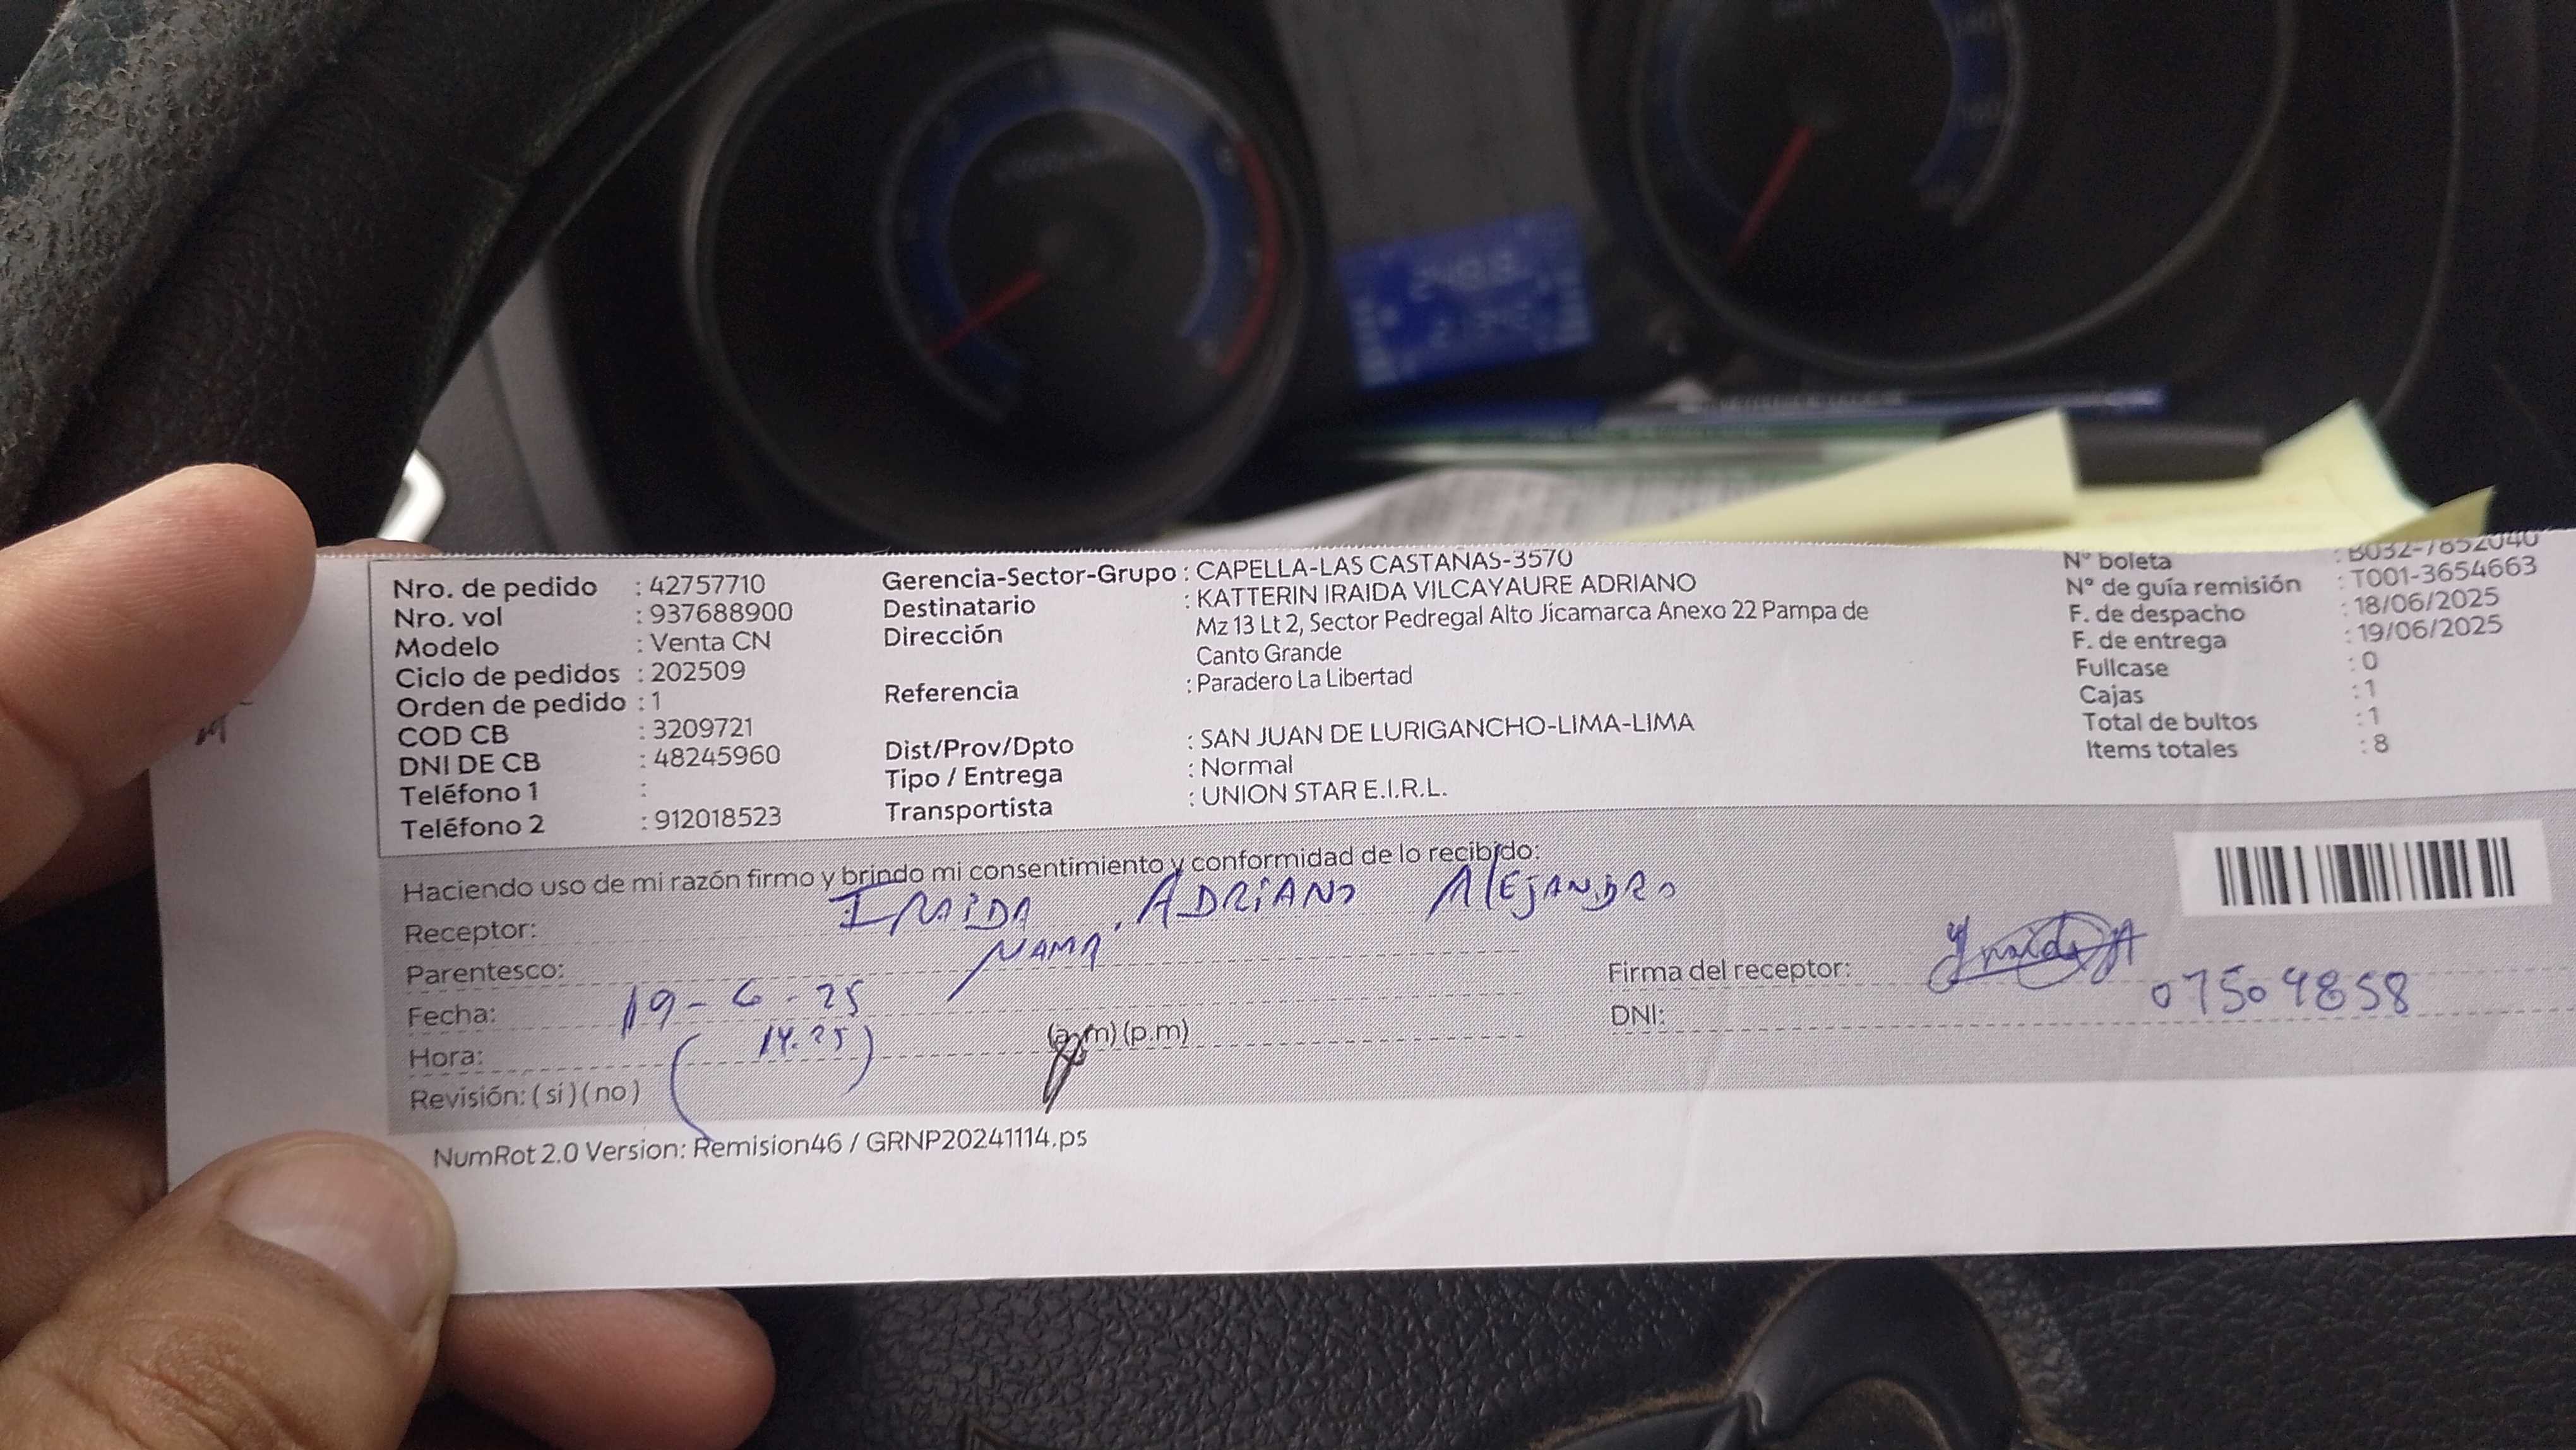 Nro. de pedido : 42757710
Nro. vol : 937688900
Modelo : Venta CN
Ciclo de pedidos : 202509
Orden de pedido : 1
COD CB : 3209721
DNI DE CB : 48245960
Teléfono 1 :
Teléfono 2 : 912018523
Gerencia-Sector-Grupo : CAPELLA-LAS CASTAÑAS-3570
Destinatario : KATTERIN IRAIDA VILCAYAURE ADRIANO
Dirección Mz 13 Lt 2, Sector Pedregal Alto Jicamarca Anexo 22 Pampa de
Canto Grande
Referencia : Paradero La Libertad
Dist/Prov/Dpto : SAN JUAN DE LURIGANCHO-LIMA-LIMA
Tipo / Entrega : Normal
Transportista : UNION STAR E.I.R.L.
N° boleta : B032-7852040
N° de guía remisión : T001-3654663
F. de despacho : 18/06/2025
F. de entrega : 19/06/2025
Fullcase : 0
Cajas : 1
Total de bultos : 1
Items totales : 8
Haciendo uso de mi razón firmo y brindo mi consentimiento y conformidad de lo recibido:
Receptor: IRAIDA ADRIANO ALEJANDRO
Parentesco: MAMA
Fecha: 19-6-25
Hora: 14.25 (a.m) (p.m)
Revisión: ( sí ) ( no )
Firma del receptor: Iraida A
DNI: 07504858
NumRot 2.0 Version: Remision46 / GRNP20241114.ps